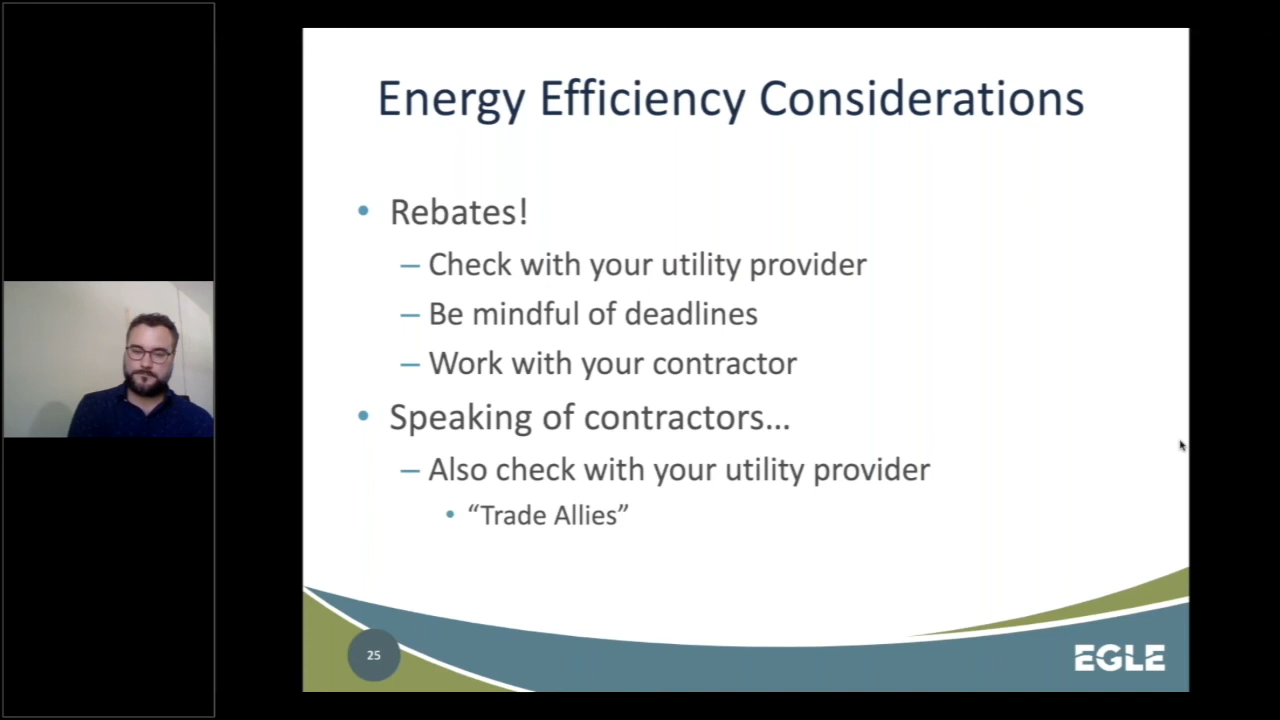 Energy Efficiency Considerations
• Rebates!
– Check with your utility provider
– Be mindful of deadlines
– Work with your contractor
• Speaking of contractors...
– Also check with your utility provider
• “Trade Allies”
25
EGLE